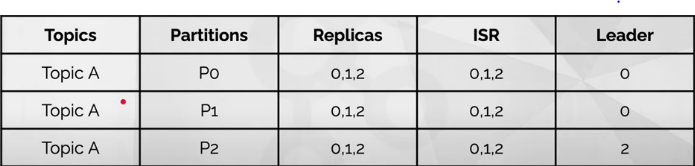 Topics Partitions Replicas ISR Leader
Topic A P0 0,1,2 0,1,2 0
Topic A P1 0,1,2 0,1,2 0
Topic A P2 0,1,2 0,1,2 2